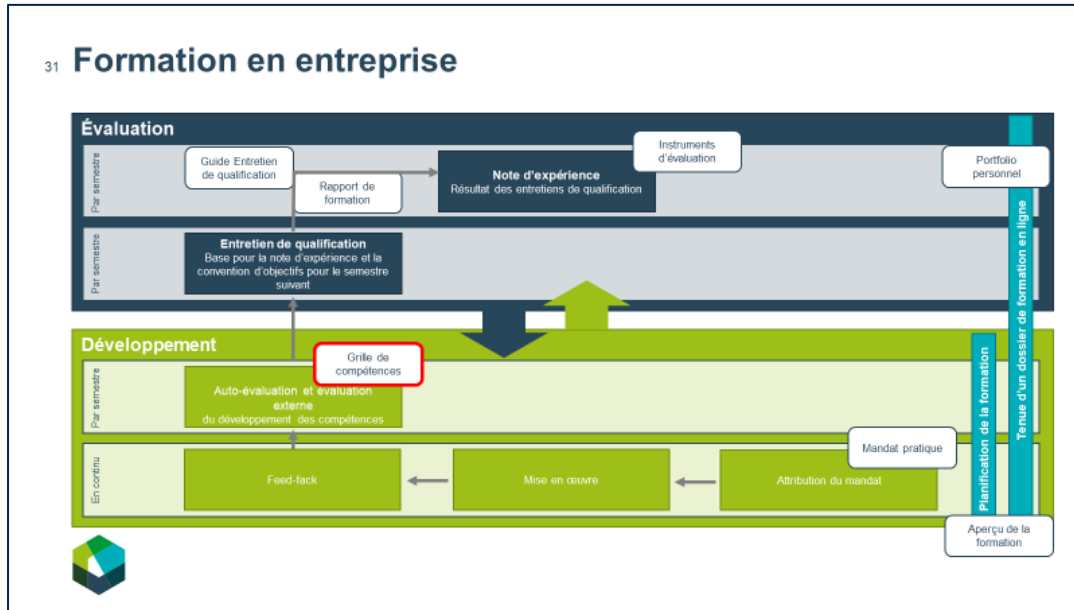 31 Formation en entreprise
Évaluation
Par semestre
Guide Entretien
de qualification
Rapport de
formation
Note d'expérience
Résultat des entretiens de qualification
Instruments
d'évaluation
Portfolio
personnel
Par semestre
Entretien de qualification
Base pour la note d'expérience et la
convention d'objectifs pour le semestre
suivant
Développement
Par semestre
Grille de
compétences
Auto-évaluation et évaluation
externe
du développement des compétences
En continu
Feed-fack
Mise en œuvre
Attribution du mandat
Mandat pratique
Planification de la formation
Tenue d'un dossier de formation en ligne
Aperçu de la
formation